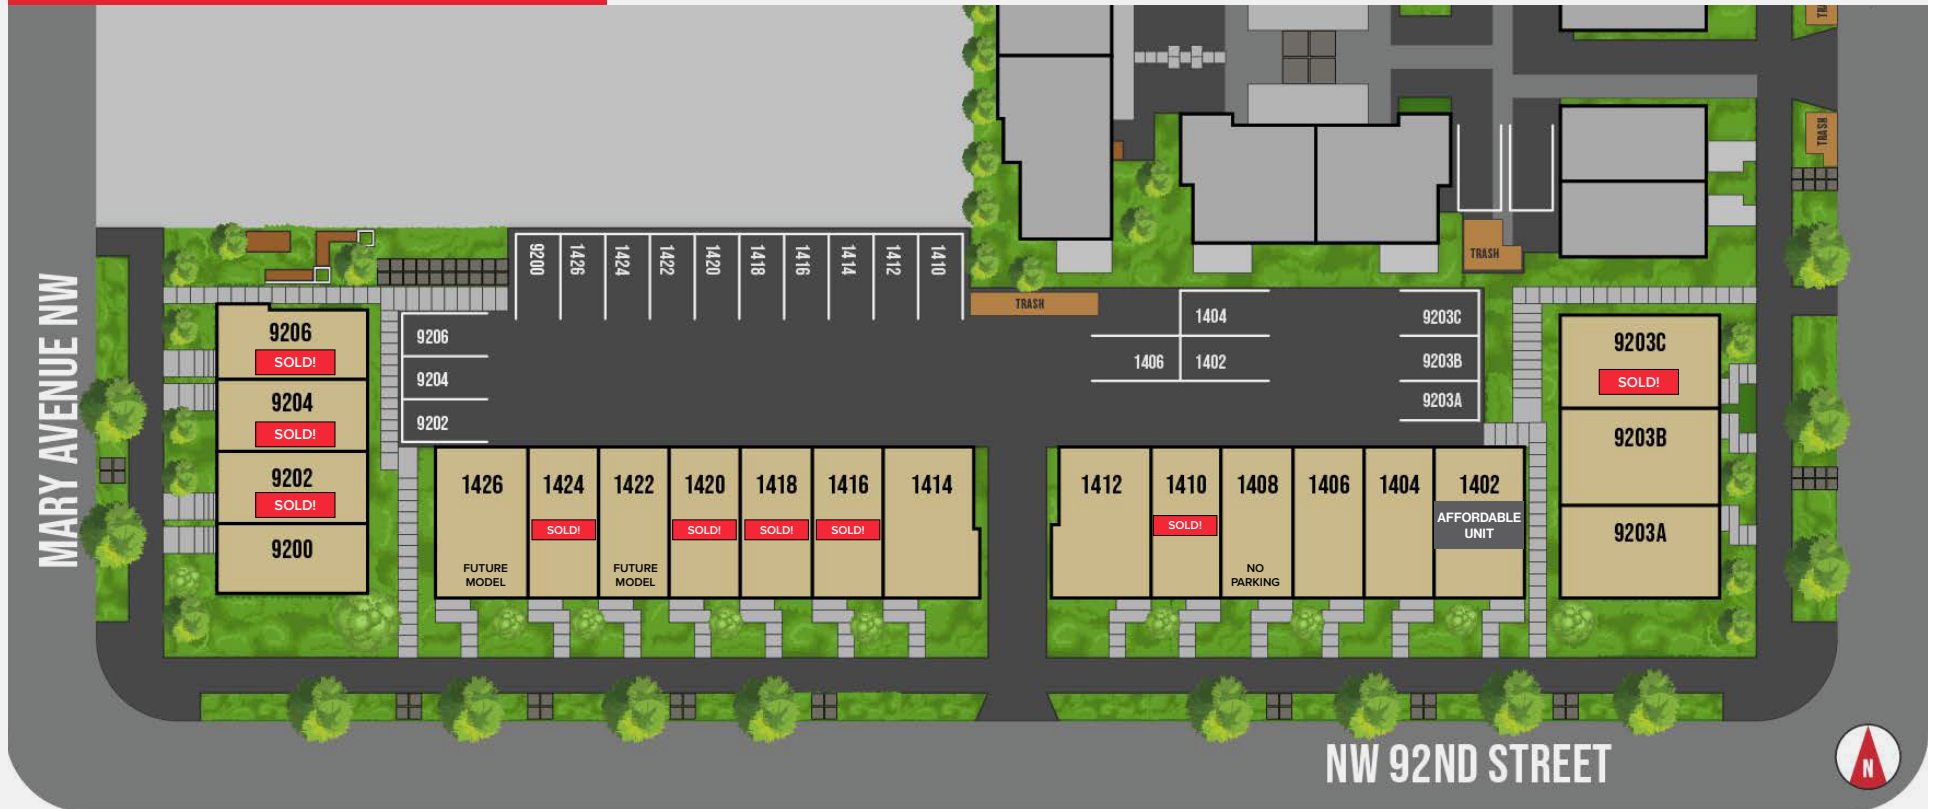 TRASH
TRASH
TRASH
9200
1426
1424
1422
1420
1418
1416
1414
1412
1410
TRASH
1404
1406
1402
9203C
9203B
9203A
9206
9204
9202
MARY AVENUE NW
9206
SOLD!
9204
SOLD!
9202
SOLD!
9200
1426
FUTURE
MODEL
1424
SOLD!
1422
FUTURE
MODEL
1420
SOLD!
1418
SOLD!
1416
SOLD!
1414
1412
1410
SOLD!
1408
NO
PARKING
1406
1404
1402
AFFORDABLE
UNIT
9203C
SOLD!
9203B
9203A
NW 92ND STREET
N